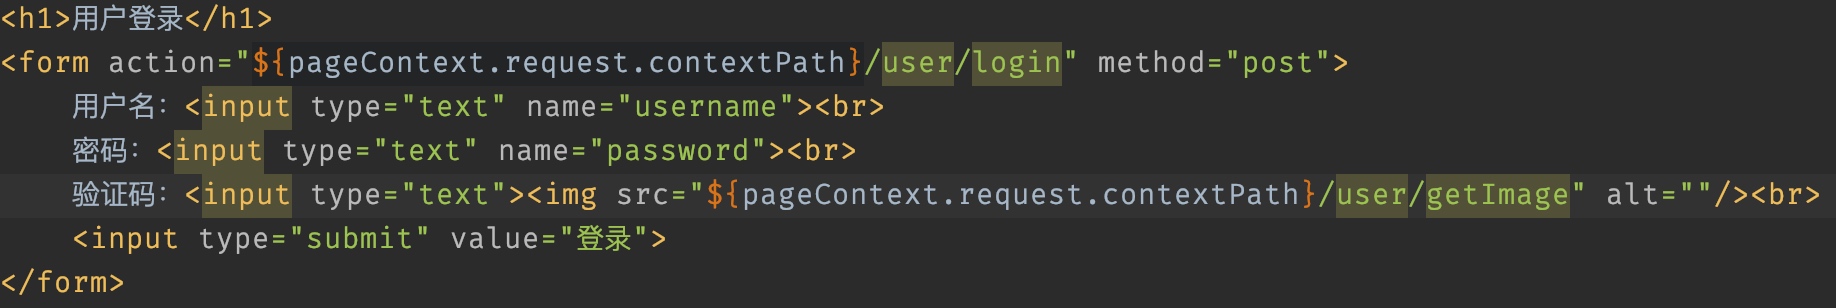 <h1>用户登录</h1>
<form action="${pageContext.request.contextPath}/user/login" method="post">
    用户名：<input type="text" name="username"><br>
    密码：<input type="text" name="password"><br>
    验证码：<input type="text"><img src="${pageContext.request.contextPath}/user/getImage" alt=""/><br>
    <input type="submit" value="登录">
</form>